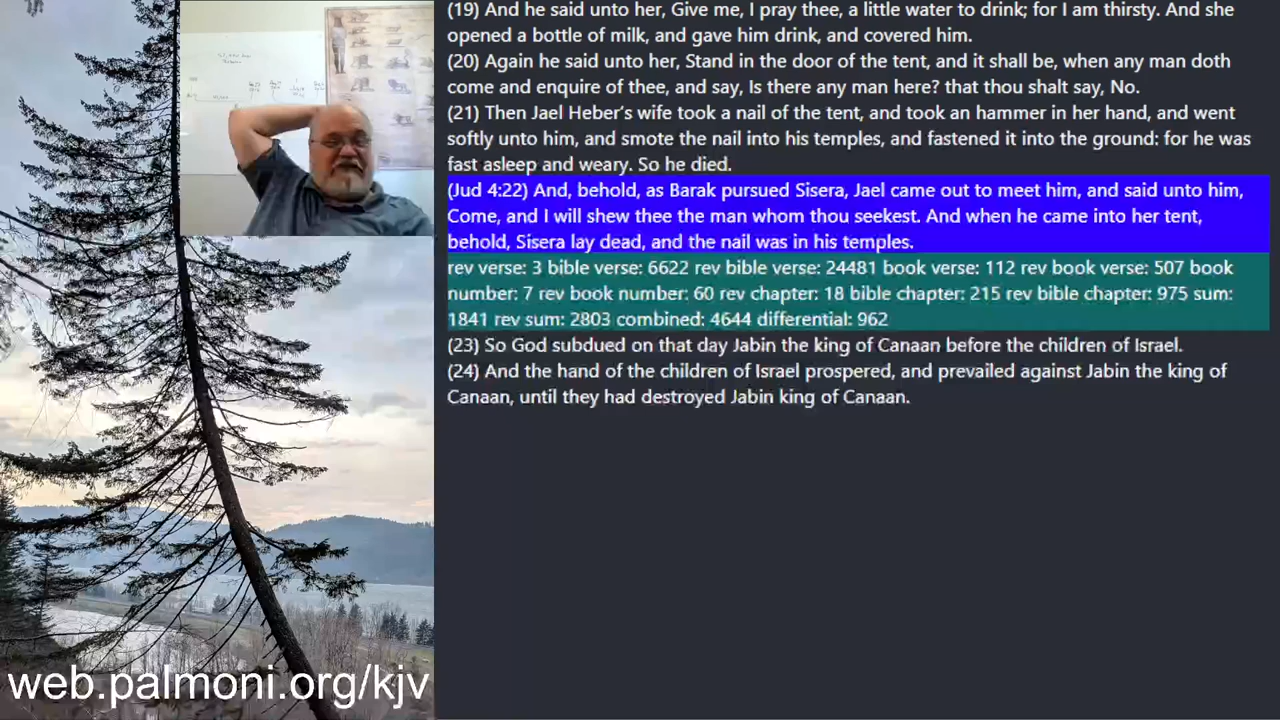 (19) And he said unto her, Give me, I pray thee, a little water to drink; for I am thirsty. And she
opened a bottle of milk, and gave him drink, and covered him.
(20) Again he said unto her, Stand in the door of the tent, and it shall be, when any man doth
come and enquire of thee, and say, Is there any man here? that thou shalt say, No.
(21) Then Jael Heber’s wife took a nail of the tent, and took an hammer in her hand, and went
softly unto him, and smote the nail into his temples, and fastened it into the ground: for he was
fast asleep and weary. So he died.
(Jud 4:22) And, behold, as Barak pursued Sisera, Jael came out to meet him, and said unto him,
Come, and I will shew thee the man whom thou seekest. And when he came into her tent,
behold, Sisera lay dead, and the nail was in his temples.
rev verse: 3 bible verse: 6622 rev bible verse: 24481 book verse: 112 rev book verse: 507 book
number: 7 rev book number: 60 rev chapter: 18 bible chapter: 215 rev bible chapter: 975 sum:
1841 rev sum: 2803 combined: 4644 differential: 962
(23) So God subdued on that day Jabin the king of Canaan before the children of Israel.
(24) And the hand of the children of Israel prospered, and prevailed against Jabin the king of
Canaan, until they had destroyed Jabin king of Canaan.
web.palmoni.org/kjv